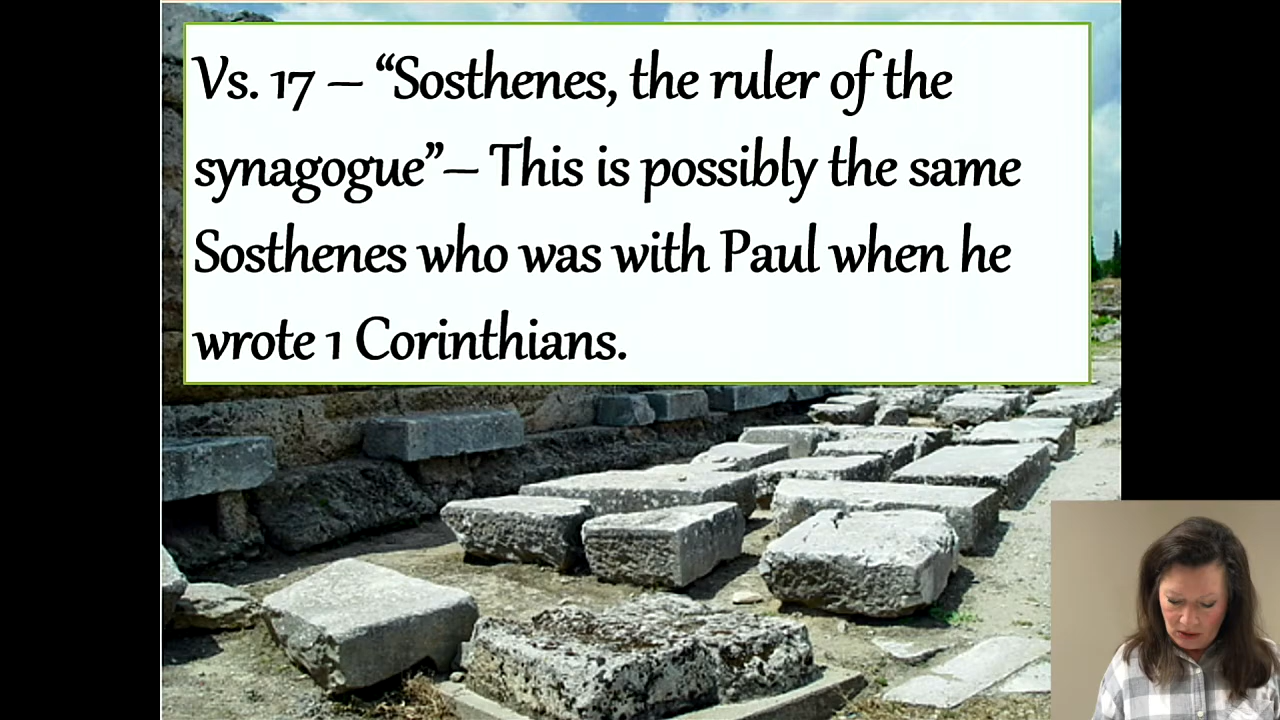 Vs. 17 – “Sosthenes, the ruler of the
synagogue”– This is possibly the same
Sosthenes who was with Paul when he
wrote 1 Corinthians.